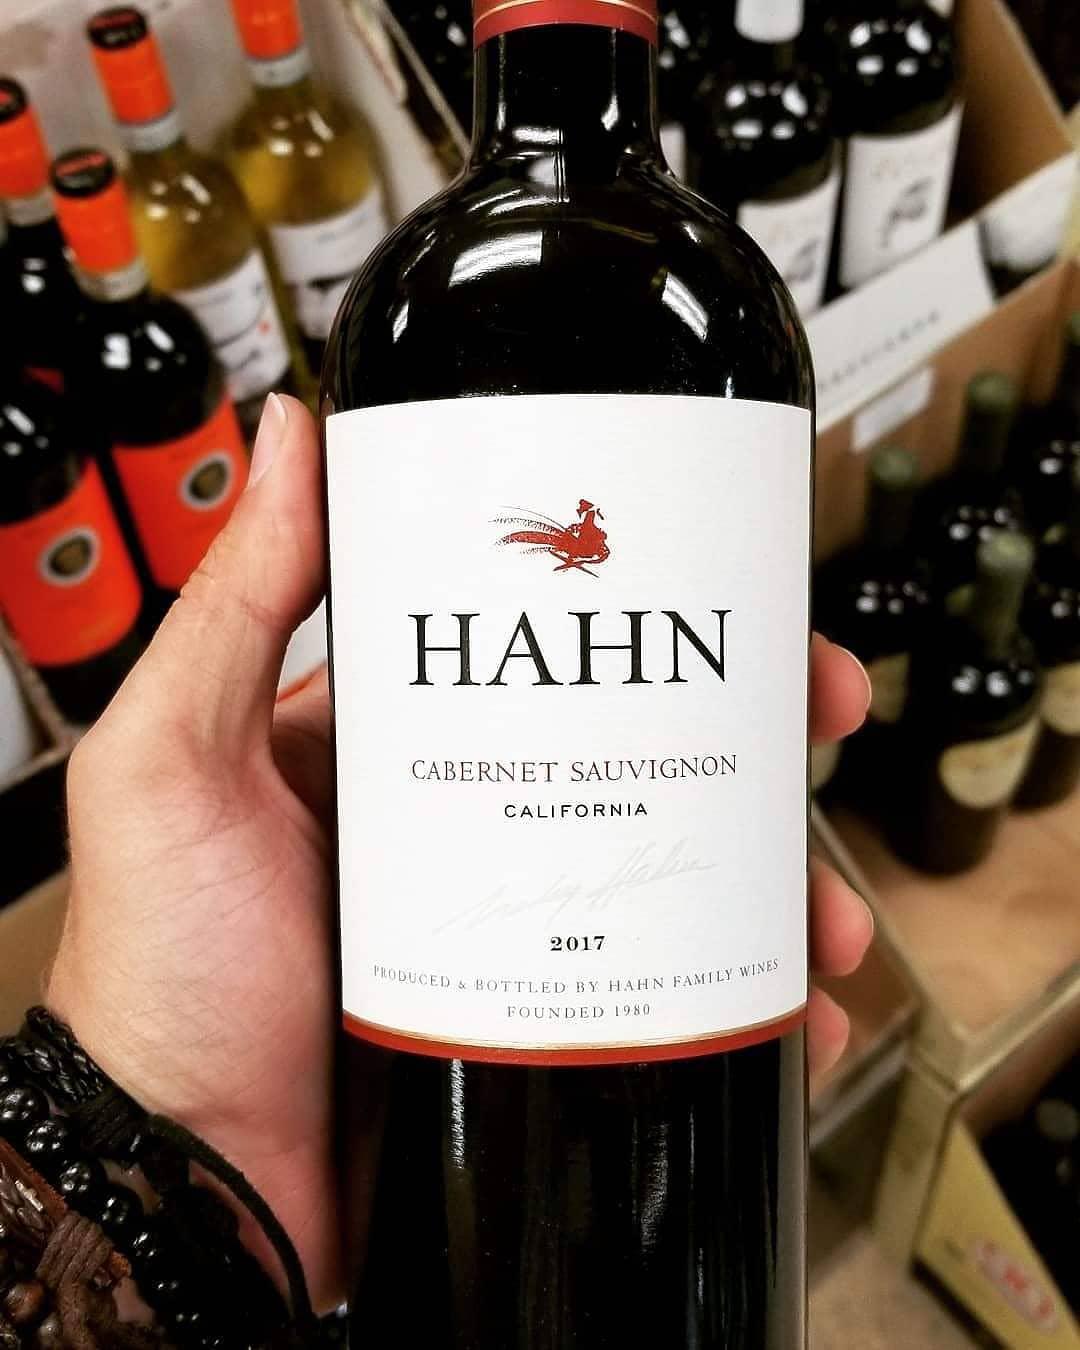 HAHN
CABERNET SAUVIGNON
CALIFORNIA
2017
PRODUCED & BOTTLED BY HAHN FAMILY WINES
FOUNDED 1980